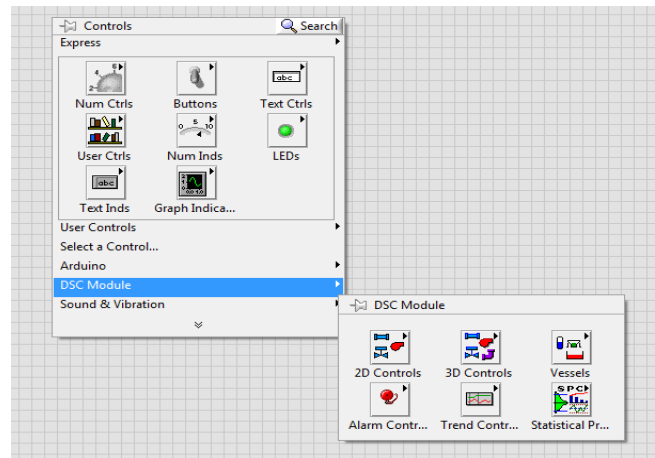 Controls Search
Express
Num Ctrls Buttons Text Ctrls
User Ctrls Num Inds LEDs
Text Inds Graph Indica...
User Controls
Select a Control...
Arduino
DSC Module
Sound & Vibration
DSC Module
2D Controls 3D Controls Vessels
Alarm Contr... Trend Contr... Statistical Pr...